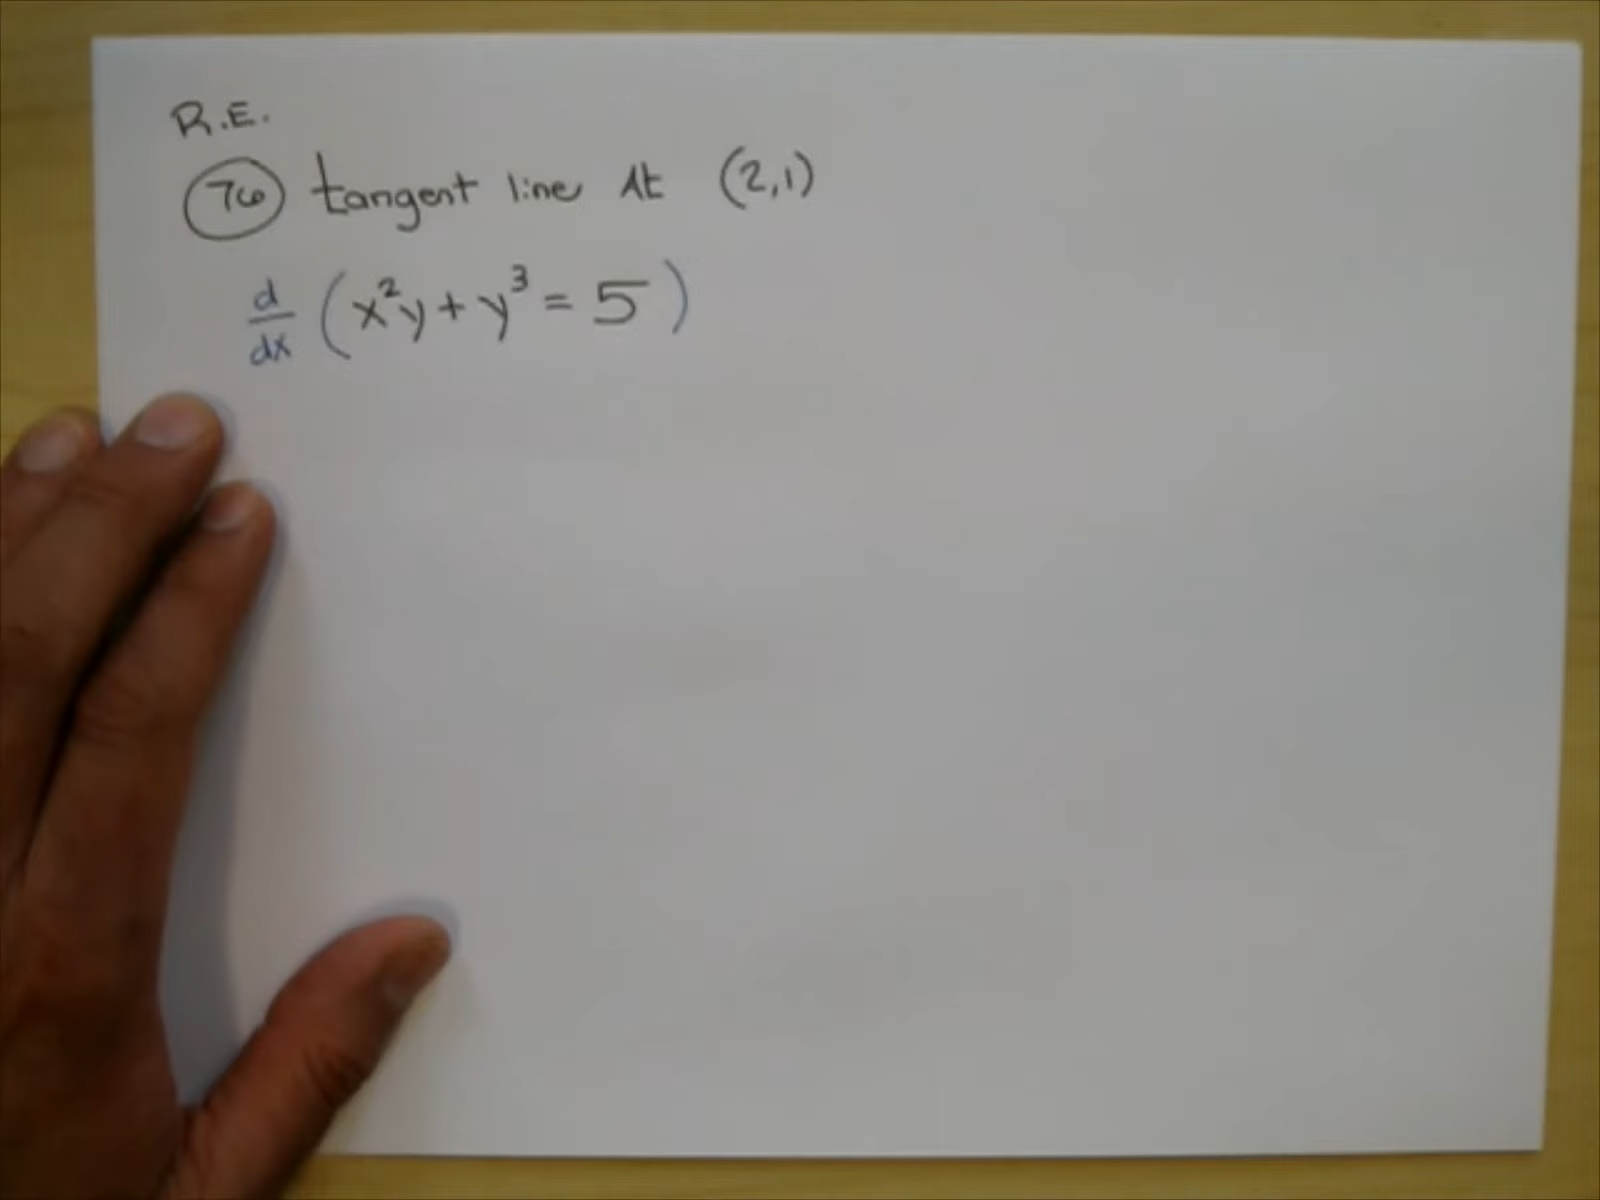 R.E.
76 tangent line At (2,1)
d/dx (x²y + y³ = 5)